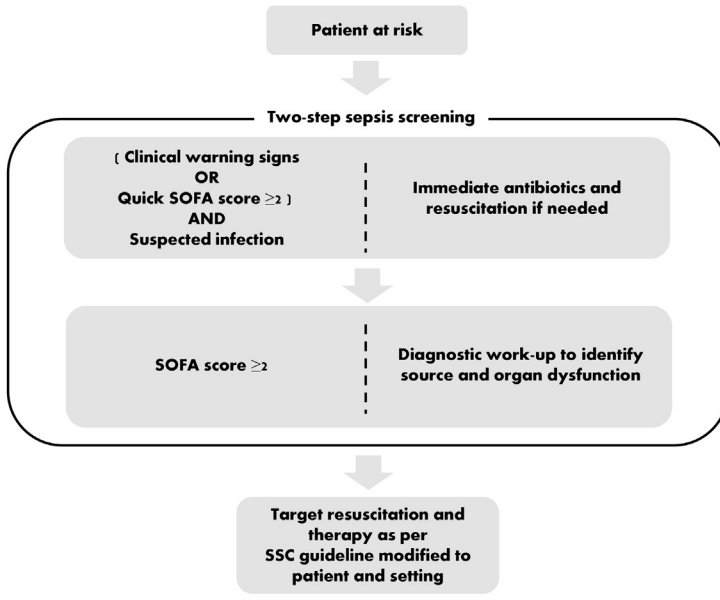 Patient at risk
Two-step sepsis screening
( Clinical warning signs
OR
Quick SOFA score ≥2 )
AND
Suspected infection
Immediate antibiotics and
resuscitation if needed
SOFA score ≥2
Diagnostic work-up to identify
source and organ dysfunction
Target resuscitation and
therapy as per
SSC guideline modified to
patient and setting